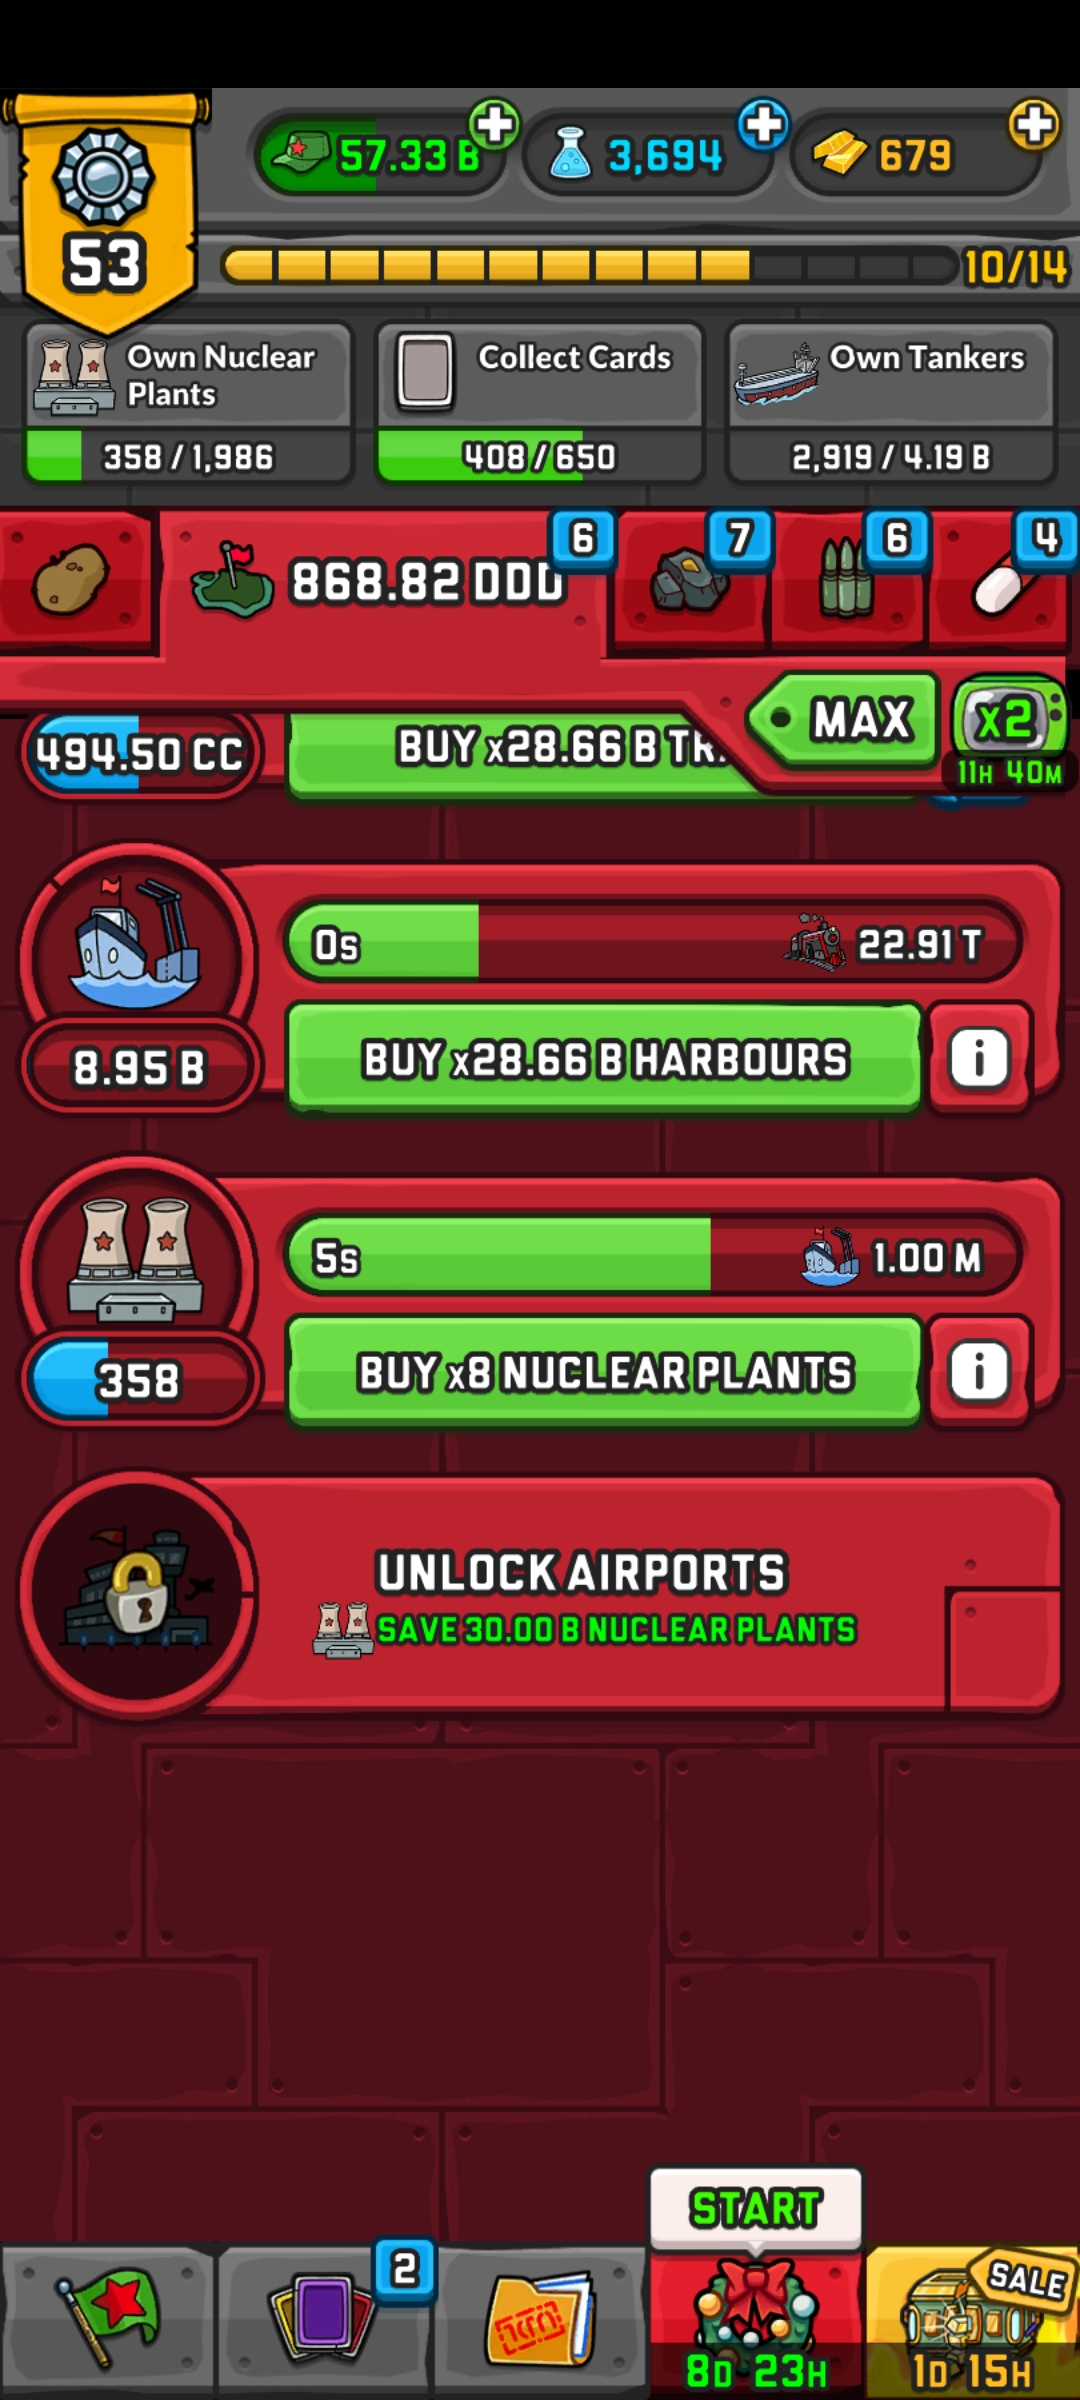 53
57.33 B
3,694
679
10/14
Own Nuclear
Plants
358 / 1,986
Collect Cards
408 / 650
Own Tankers
2,919 / 4.19 B
868.82 DDD
6
7
6
4
MAX
x2
11H 40M
494.50 CC
BUY x28.66 B
0s
22.91 T
8.95 B
BUY x28.66 B HARBOURS
i
5s
1.00 M
358
BUY x8 NUCLEAR PLANTS
i
UNLOCK AIRPORTS
SAVE 30.00 B NUCLEAR PLANTS
START
2
SALE
8D 23H
1D 15H